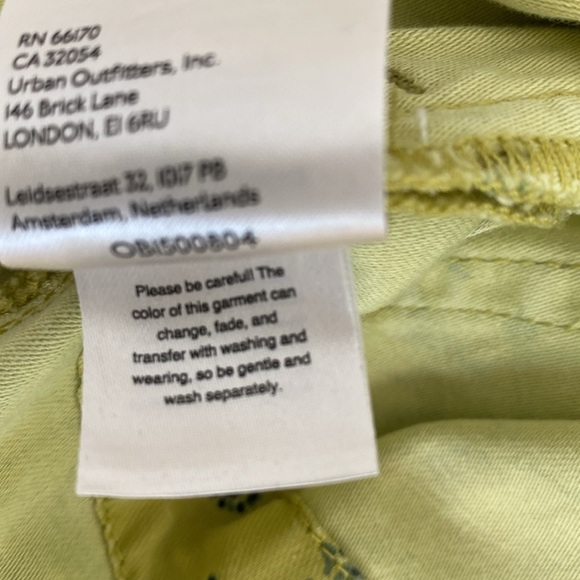 RN 66170
CA 32054
Urban Outfitters, Inc.
146 Brick Lane
LONDON, E1 6RU
Leidsestraat 32, 1017 PB
Amsterdam, Netherlands
OB1500804
Please be careful! The
color of this garment can
change, fade, and
transfer with washing and
wearing, so be gentle and
wash separately.